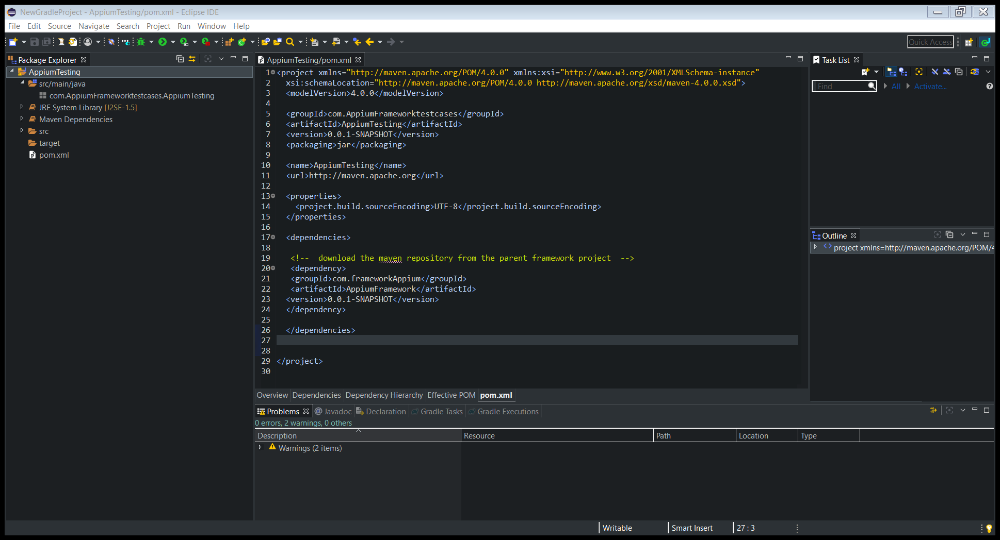 NewGradleProject - AppiumTesting/pom.xml - Eclipse IDE
File Edit Source Navigate Search Project Run Window Help
Quick Access
Package Explorer
AppiumTesting
src/main/java
com.AppiumFrameworktestcases.AppiumTesting
JRE System Library [J2SE-1.5]
Maven Dependencies
src
target
pom.xml
AppiumTesting/pom.xml
1 <project xmlns="http://maven.apache.org/POM/4.0.0" xmlns:xsi="http://www.w3.org/2001/XMLSchema-instance"
2 xsi:schemaLocation="http://maven.apache.org/POM/4.0.0 http://maven.apache.org/xsd/maven-4.0.0.xsd">
3 <modelVersion>4.0.0</modelVersion>
4
5 <groupId>com.AppiumFrameworktestcases</groupId>
6 <artifactId>AppiumTesting</artifactId>
7 <version>0.0.1-SNAPSHOT</version>
8 <packaging>jar</packaging>
9
10 <name>AppiumTesting</name>
11 <url>http://maven.apache.org</url>
12
13 <properties>
14 <project.build.sourceEncoding>UTF-8</project.build.sourceEncoding>
15 </properties>
16
17 <dependencies>
18
19 <!-- download the maven repository from the parent framework project -->
20 <dependency>
21 <groupId>com.frameworkAppium</groupId>
22 <artifactId>AppiumFramework</artifactId>
23 <version>0.0.1-SNAPSHOT</version>
24 </dependency>
25
26 </dependencies>
27
28
29 </project>
30
Overview Dependencies Dependency Hierarchy Effective POM pom.xml
Task List
Find All Activate...
Outline
project xmlns=http://maven.apache.org/POM/4
Problems @ Javadoc Declaration Gradle Tasks Gradle Executions
0 errors, 2 warnings, 0 others
Description Resource Path Location Type
Warnings (2 items)
Writable Smart Insert 27 : 3